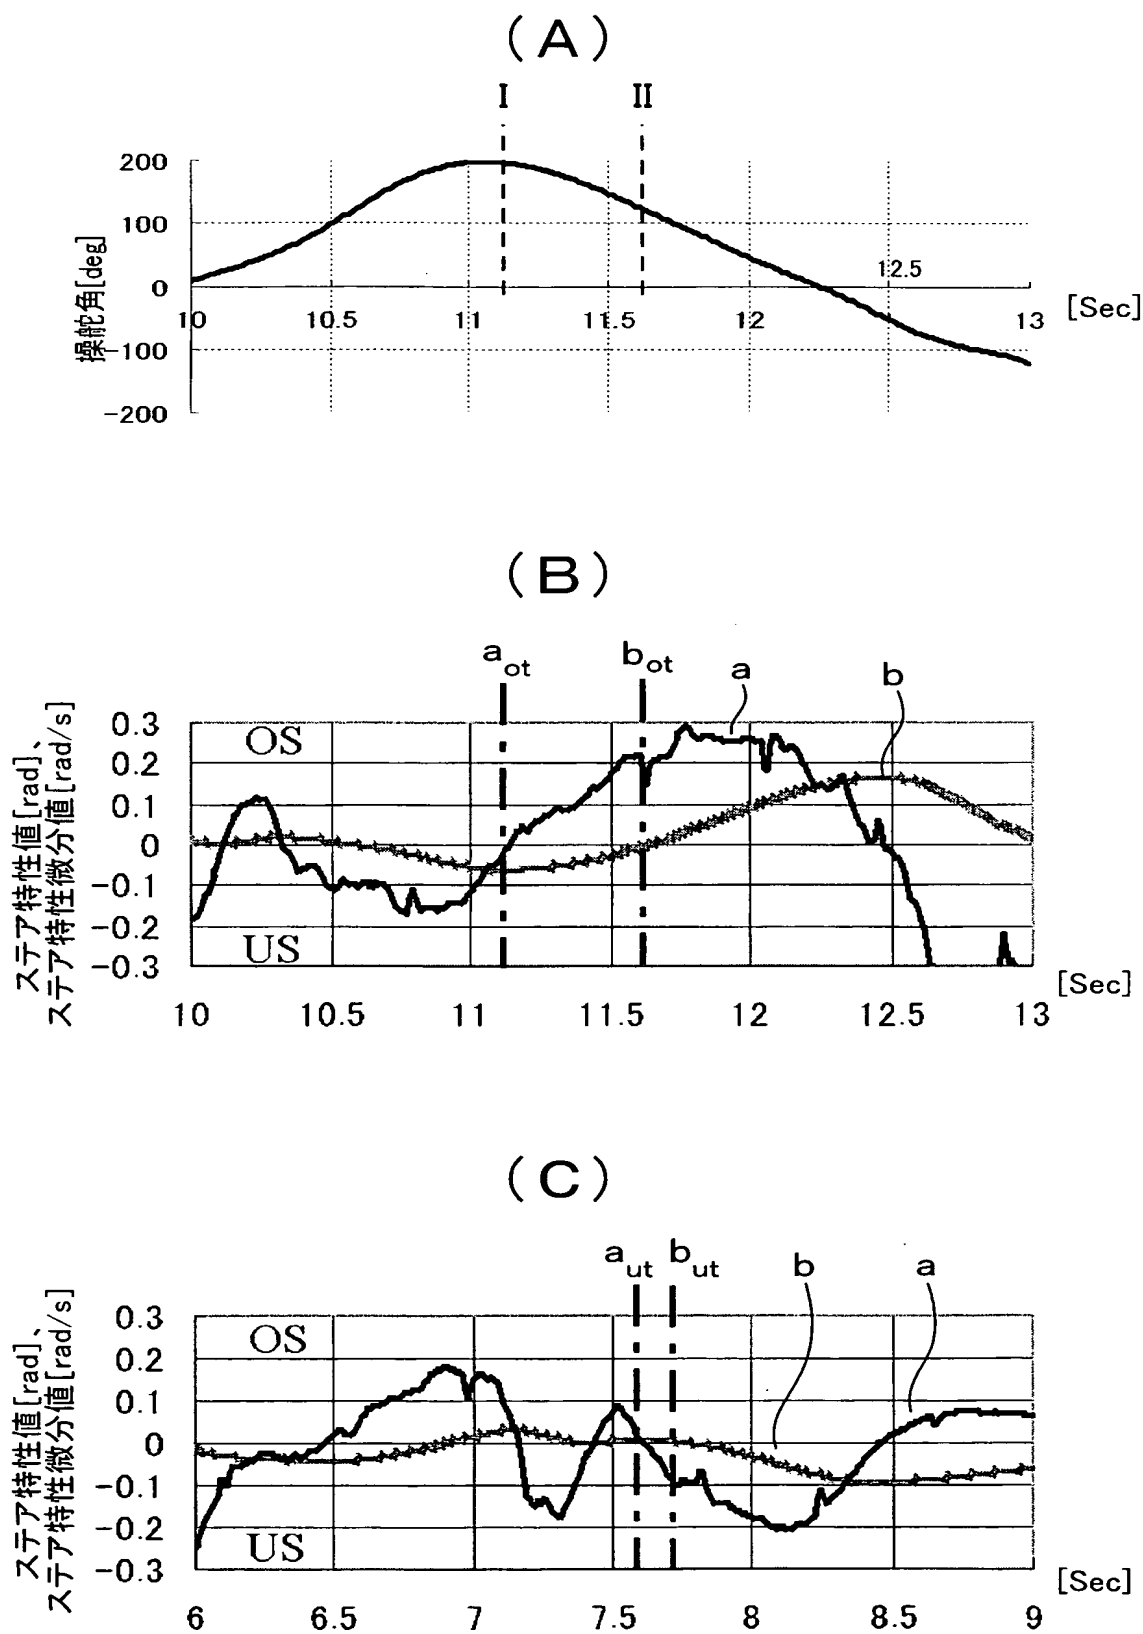 (A)
I II
操舵角[deg]
200
100
0
-100
-200
10 10.5 11 11.5 12 12.5 13 [Sec]
(B)
a_ot b_ot a b
ステア特性値[rad]、
ステア特性微分値[rad/s]
OS
US
0.3
0.2
0.1
0
-0.1
-0.2
-0.3
10 10.5 11 11.5 12 12.5 13 [Sec]
(C)
a_ut b_ut b a
ステア特性値[rad]、
ステア特性微分値[rad/s]
OS
US
0.3
0.2
0.1
0
-0.1
-0.2
-0.3
6 6.5 7 7.5 8 8.5 9 [Sec]